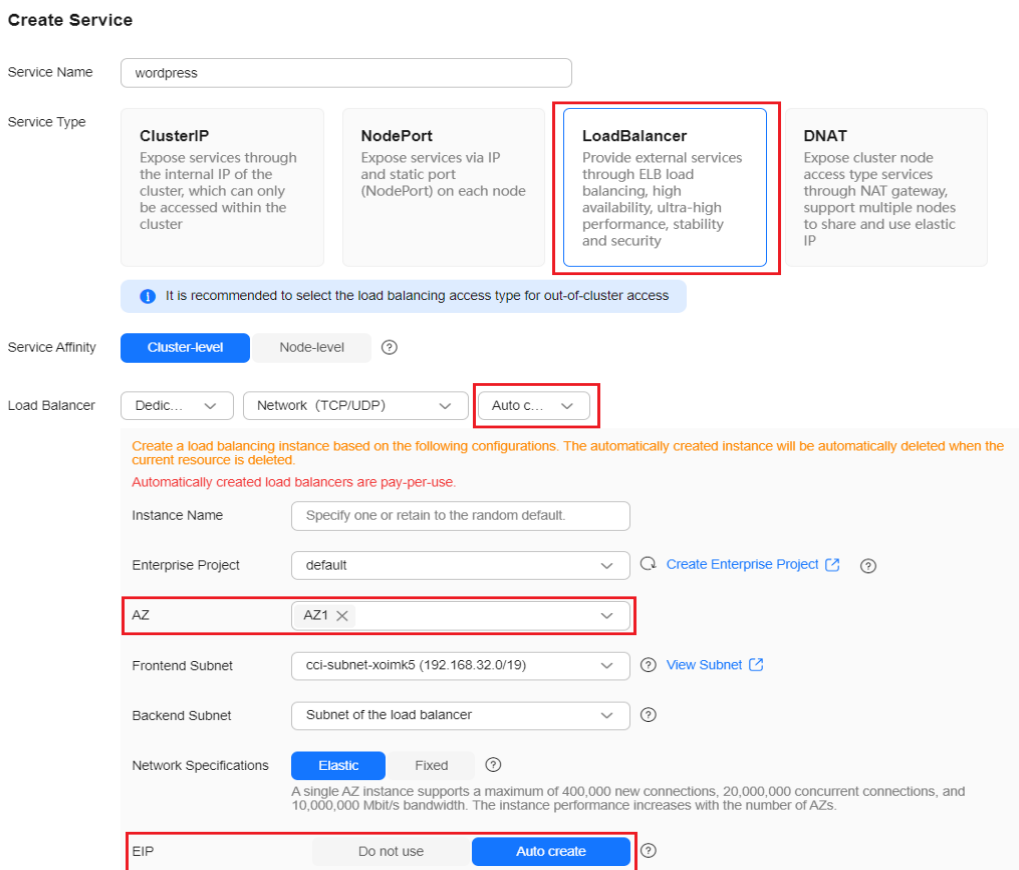 Create Service
Service Name
wordpress
Service Type
ClusterIP
Expose services through
the internal IP of the
cluster, which can only
be accessed within the
cluster
NodePort
Expose services via IP
and static port
(NodePort) on each node
LoadBalancer
Provide external services
through ELB load
balancing, high
availability, ultra-high
performance, stability
and security
DNAT
Expose cluster node
access type services
through NAT gateway,
support multiple nodes
to share and use elastic
IP
It is recommended to select the load balancing access type for out-of-cluster access
Service Affinity
Cluster-level
Node-level
Load Balancer
Dedic...
Network (TCP/UDP)
Auto c...
Create a load balancing instance based on the following configurations. The automatically created instance will be automatically deleted when the
current resource is deleted.
Automatically created load balancers are pay-per-use.
Instance Name
Specify one or retain to the random default.
Enterprise Project
default
Create Enterprise Project
AZ
AZ1
Frontend Subnet
cci-subnet-xoimk5 (192.168.32.0/19)
View Subnet
Backend Subnet
Subnet of the load balancer
Network Specifications
Elastic
Fixed
A single AZ instance supports a maximum of 400,000 new connections, 20,000,000 concurrent connections, and
10,000,000 Mbit/s bandwidth. The instance performance increases with the number of AZs.
EIP
Do not use
Auto create